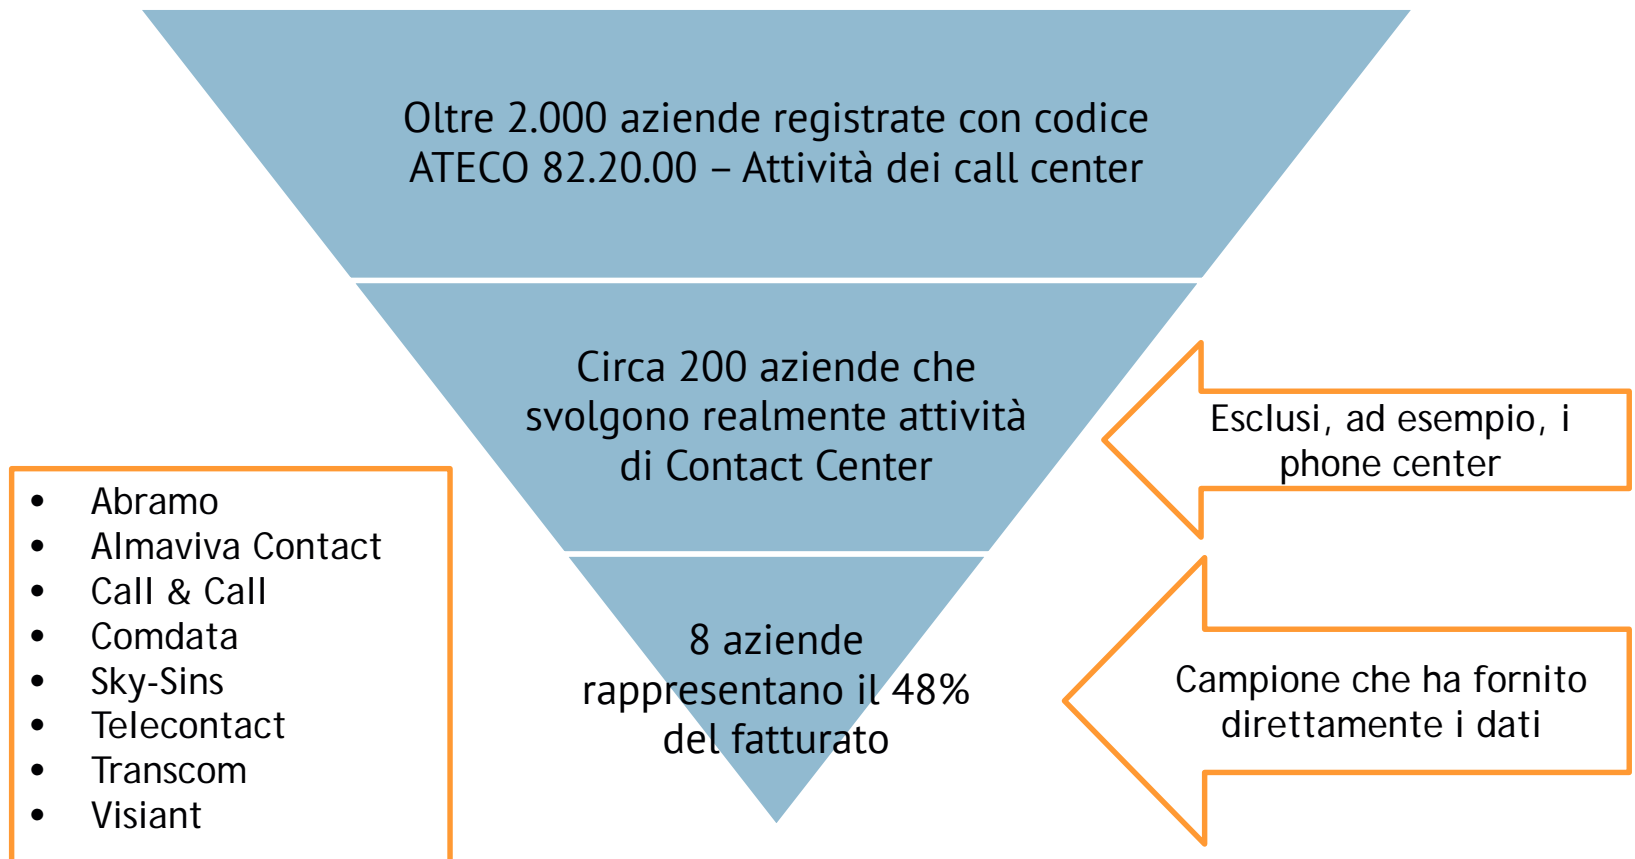 Oltre 2.000 aziende registrate con codice
ATECO 82.20.00 – Attività dei call center
Circa 200 aziende che
svolgono realmente attività
di Contact Center
Esclusi, ad esempio, i
phone center
• Abramo
• Almaviva Contact
• Call & Call
• Comdata
• Sky-Sins
• Telecontact
• Transcom
• Visiant
8 aziende
rappresentano il 48%
del fatturato
Campione che ha fornito
direttamente i dati